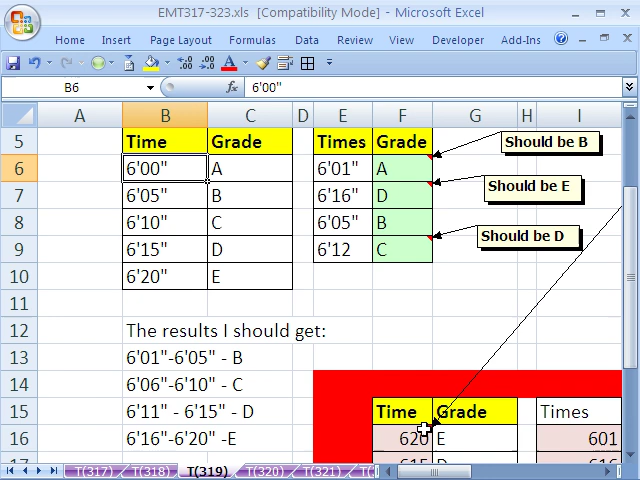 EMT317-323.xls [Compatibility Mode] - Microsoft Excel
Home Insert Page Layout Formulas Data Review View Developer Add-Ins
B6 fx 6'00"
A B C D E F G H I
5 Time Grade Times Grade Should be B
6 6'00" A 6'01" A
7 6'05" B 6'16" D Should be E
8 6'10" C 6'05" B
9 6'15" D 6'12 C Should be D
10 6'20" E
11
12 The results I should get:
13 6'01"-6'05" - B
14 6'06"-6'10" - C
15 6'11" - 6'15" - D Time Grade Times
16 6'16"-6'20" -E 620 E 601
17 615 D 616
T(317) T(318) T(319) T(320) T(321) T(